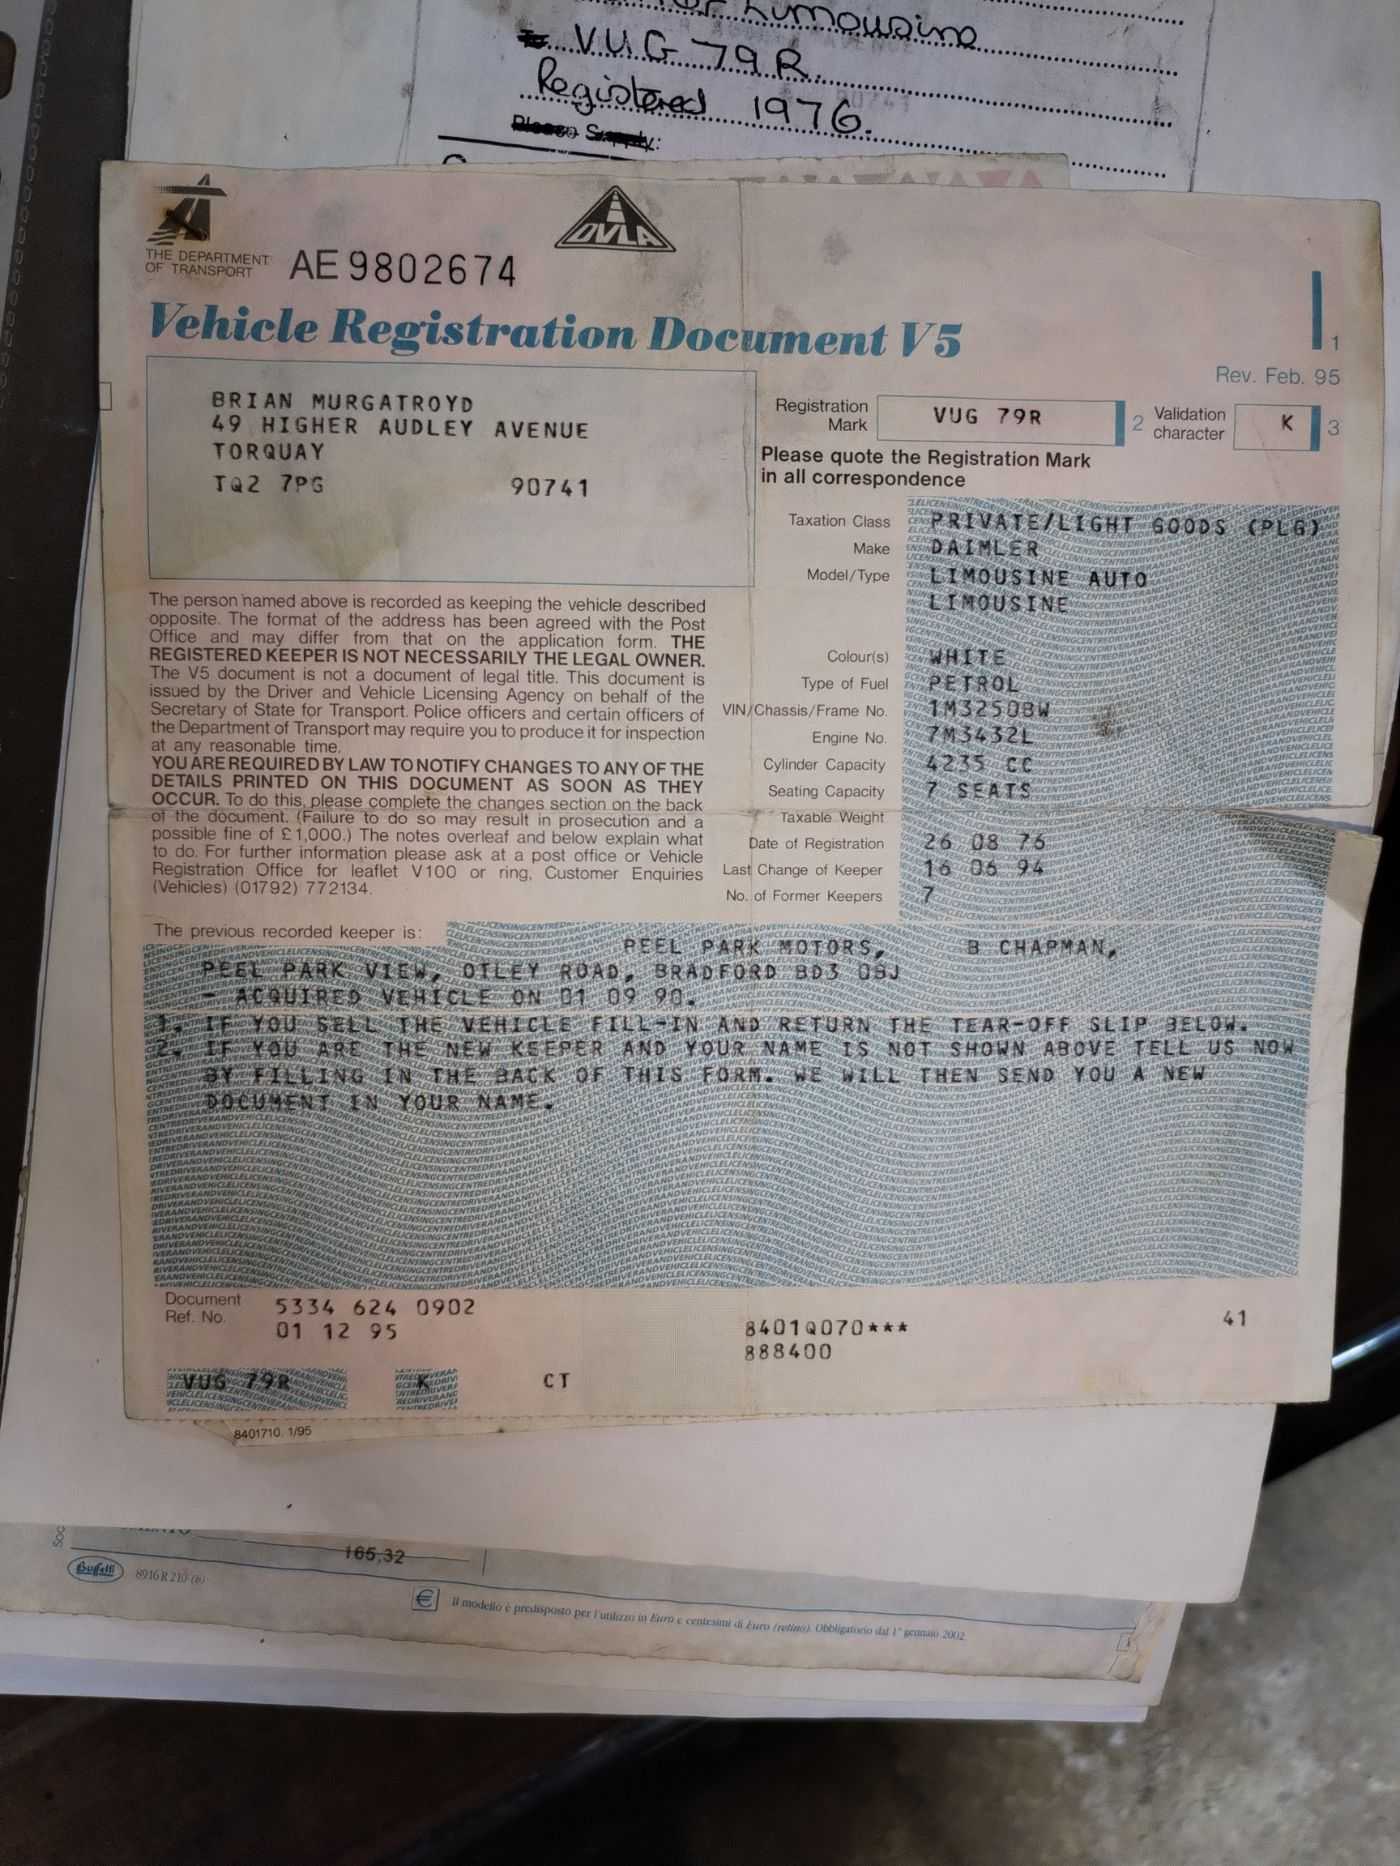 Limousine
VUG 79R.
Registered 1976.
Please Supply:
THE DEPARTMENT
OF TRANSPORT
AE 9802674
DVLA
Vehicle Registration Document V5
1
Rev. Feb. 95
BRIAN MURGATROYD
49 HIGHER AUDLEY AVENUE
TORQUAY
TQ2 7PG 90741
Registration
Mark
VUG 79R
2
Validation
character
K
3
Please quote the Registration Mark
in all correspondence
Taxation Class PRIVATE/LIGHT GOODS (PLG)
Make DAIMLER
Model/Type LIMOUSINE AUTO
LIMOUSINE
Colour(s) WHITE
Type of Fuel PETROL
VIN/Chassis/Frame No. 1M3250BW
Engine No. 7M3432L
Cylinder Capacity 4235 CC
Seating Capacity 7 SEATS
Taxable Weight
Date of Registration 26 08 76
Last Change of Keeper 16 06 94
No. of Former Keepers 7
The person named above is recorded as keeping the vehicle described
opposite. The format of the address has been agreed with the Post
Office and may differ from that on the application form. THE
REGISTERED KEEPER IS NOT NECESSARILY THE LEGAL OWNER.
The V5 document is not a document of legal title. This document is
issued by the Driver and Vehicle Licensing Agency on behalf of the
Secretary of State for Transport. Police officers and certain officers of
the Department of Transport may require you to produce it for inspection
at any reasonable time.
YOU ARE REQUIRED BY LAW TO NOTIFY CHANGES TO ANY OF THE
DETAILS PRINTED ON THIS DOCUMENT AS SOON AS THEY
OCCUR. To do this, please complete the changes section on the back
of the document. (Failure to do so may result in prosecution and a
possible fine of £1,000.) The notes overleaf and below explain what
to do. For further information please ask at a post office or Vehicle
Registration Office for leaflet V100 or ring, Customer Enquiries
(Vehicles) (01792) 772134.
The previous recorded keeper is:
PEEL PARK MOTORS, B CHAPMAN,
PEEL PARK VIEW, OTLEY ROAD, BRADFORD BD3 0BJ
- ACQUIRED VEHICLE ON 01 09 90.
1. IF YOU SELL THE VEHICLE FILL-IN AND RETURN THE TEAR-OFF SLIP BELOW.
2. IF YOU ARE THE NEW KEEPER AND YOUR NAME IS NOT SHOWN ABOVE TELL US NOW
BY FILLING IN THE BACK OF THIS FORM. WE WILL THEN SEND YOU A NEW
DOCUMENT IN YOUR NAME.
Document
Ref. No.
5334 624 0902
01 12 95
8401Q070***
888400
41
VUG 79R K CT
8401710. 1/95
165,32
Buffetti
8916 R 210 (b)
€ Il modello è predisposto per l'utilizzo in Euro e centesimi di Euro (retino). Obbligatorio dal 1° gennaio 2002